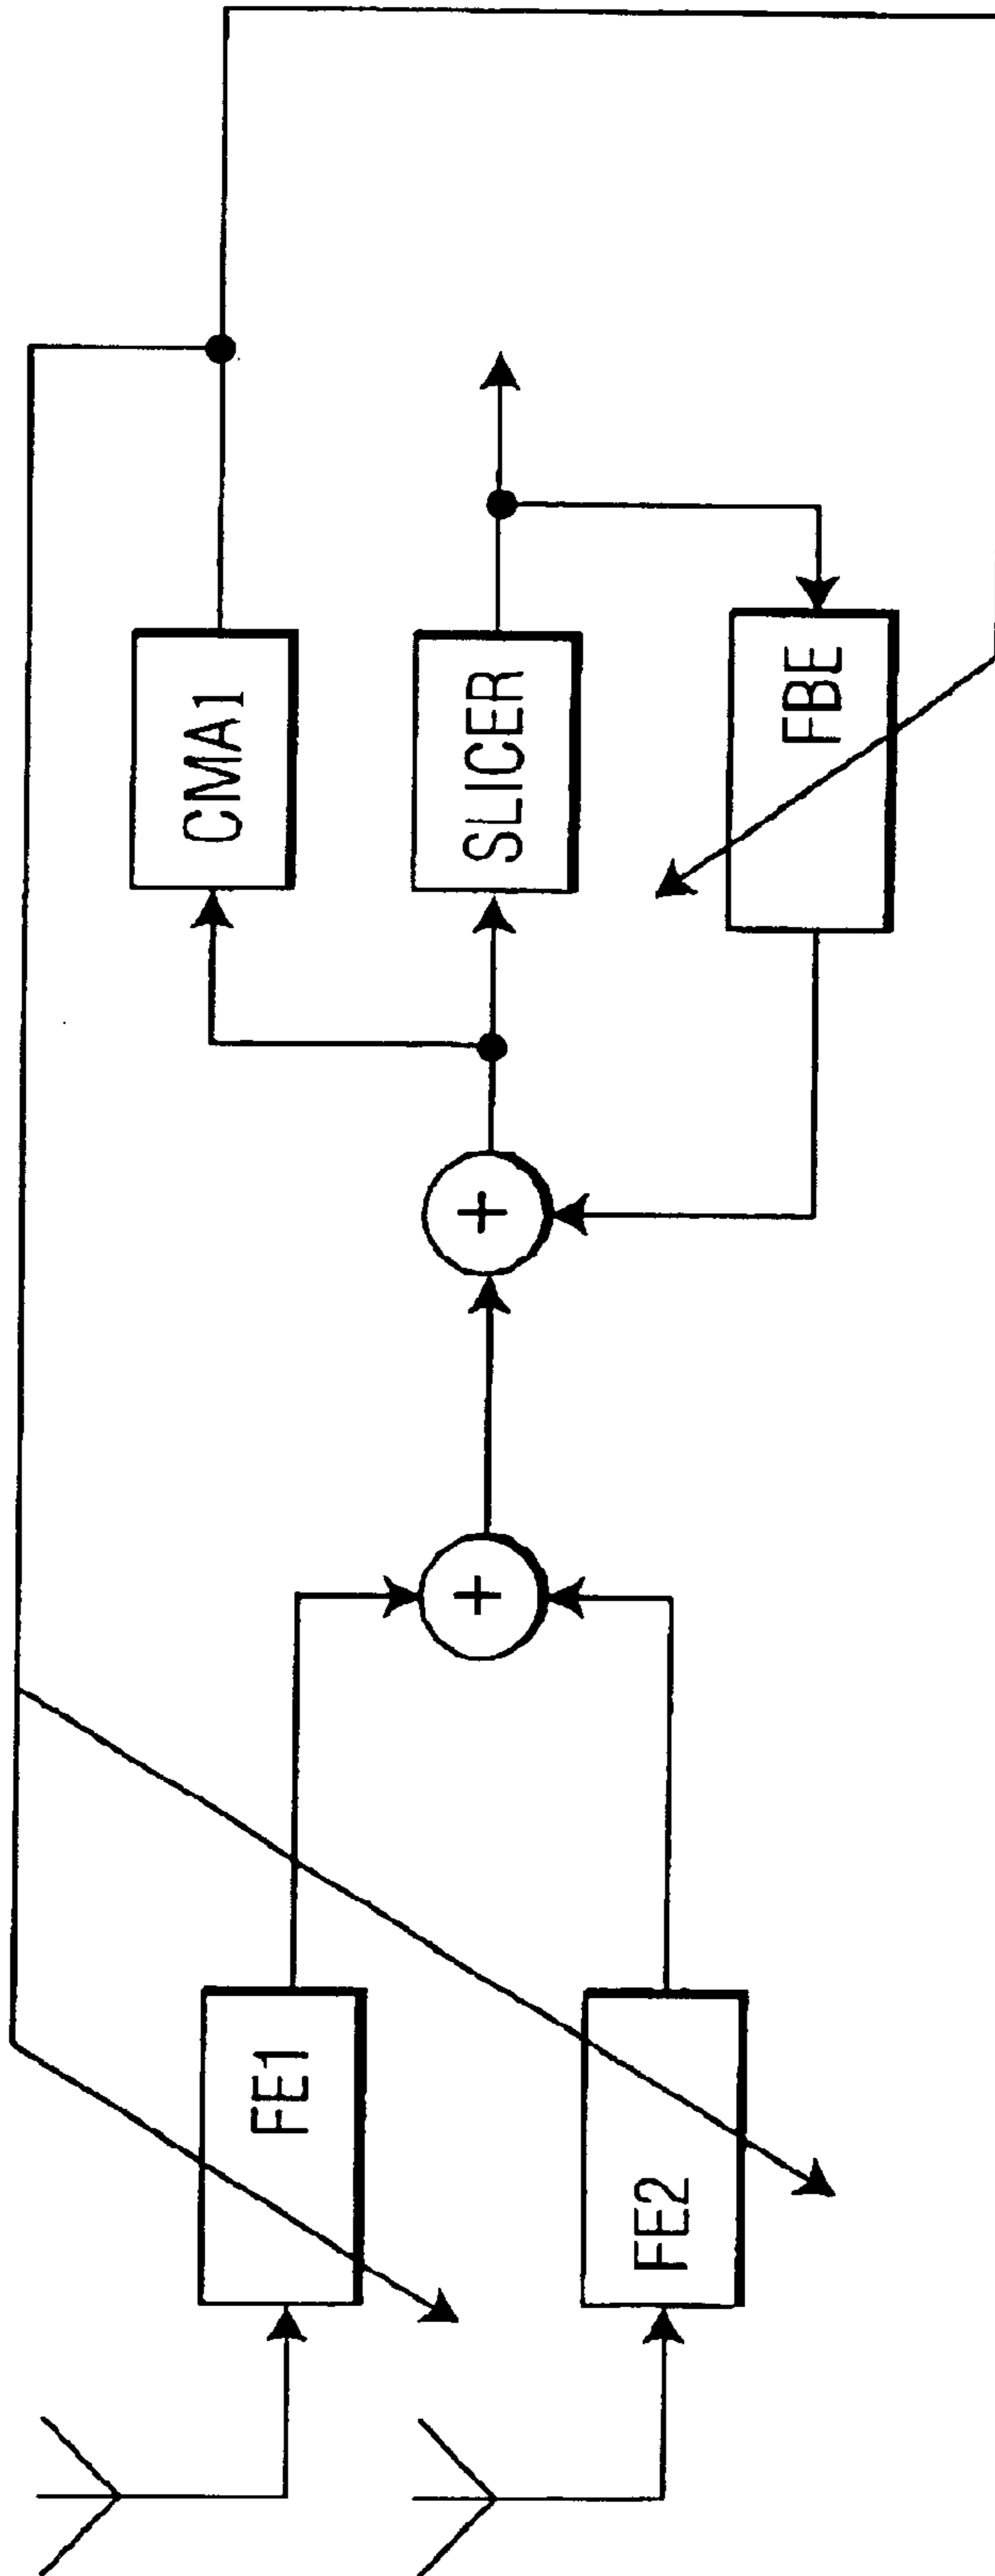 FE1
FE2
+
+
CMA1
SLICER
FBE